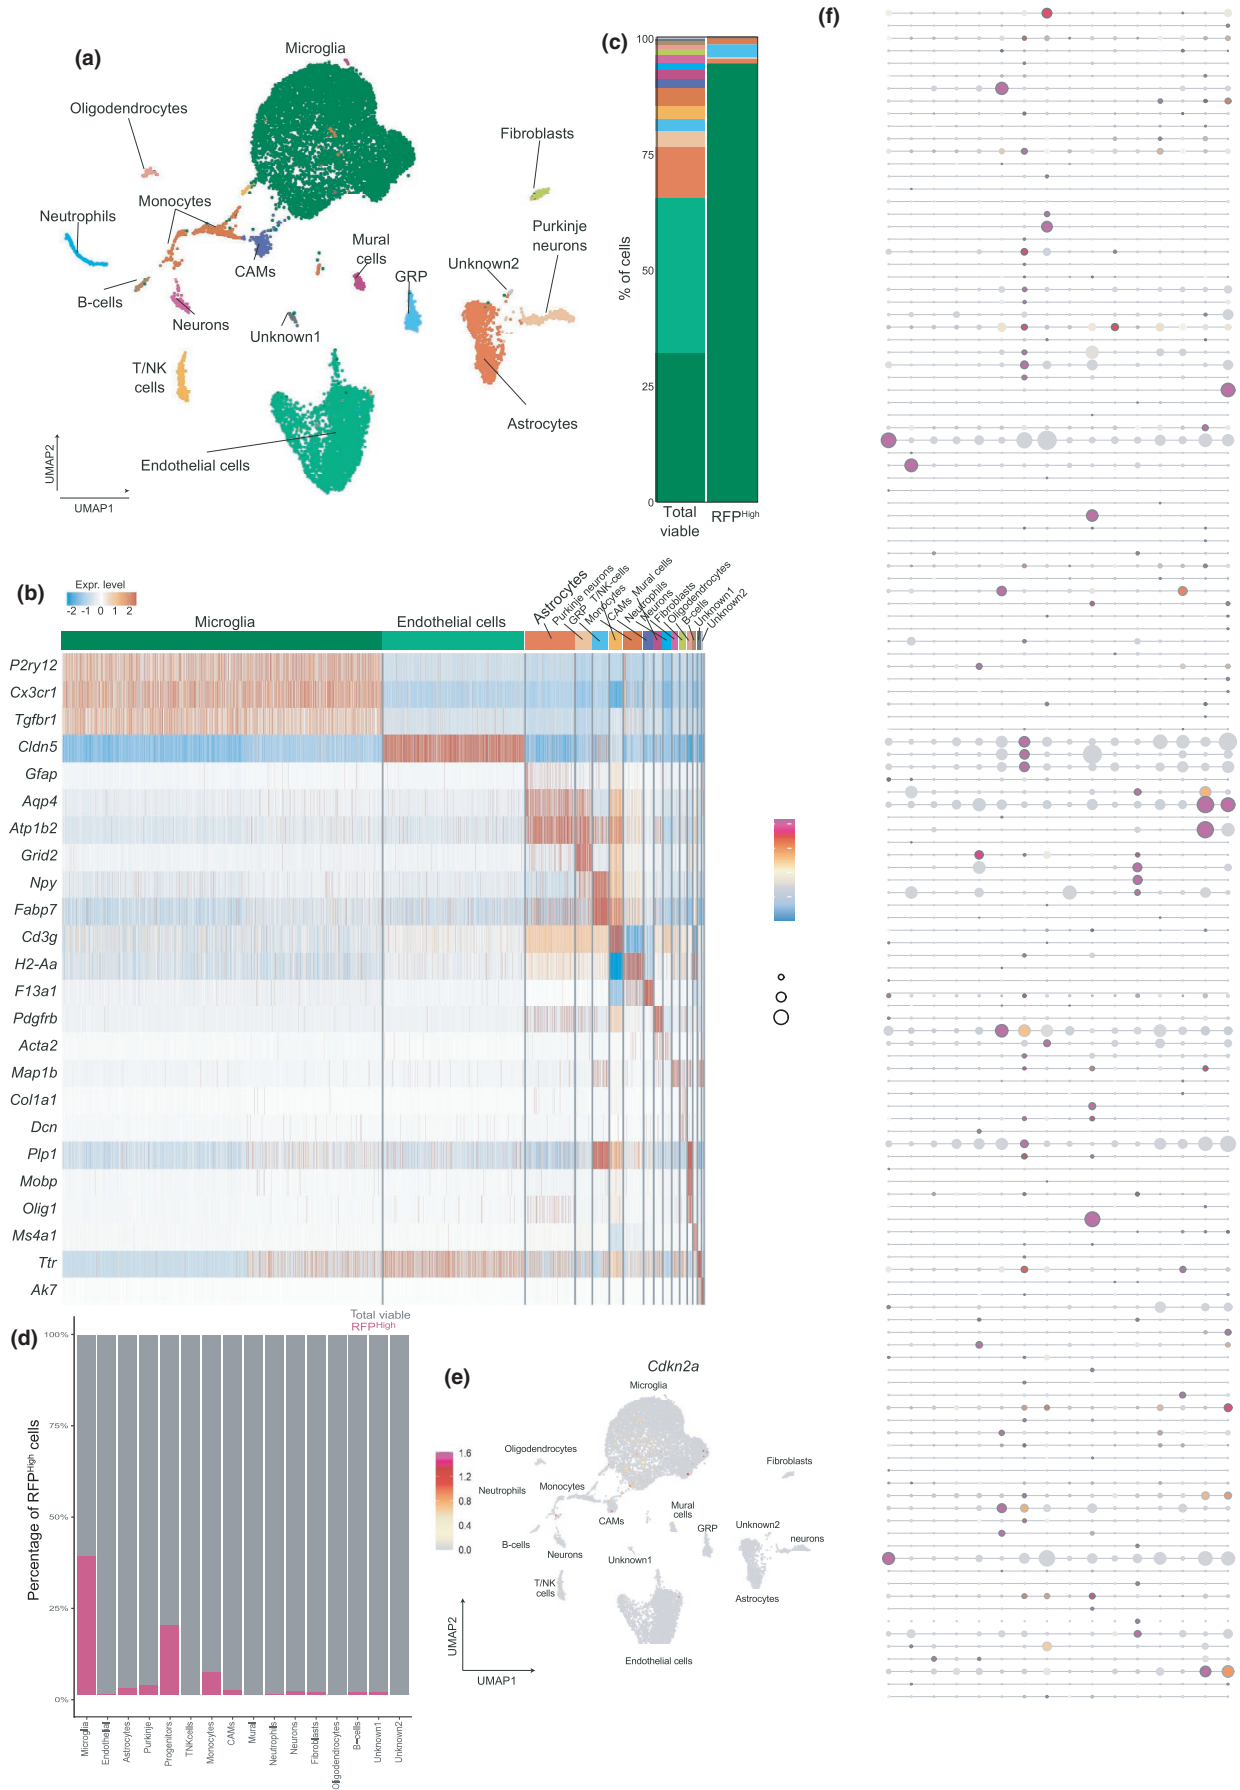 (a)
Microglia
Oligodendrocytes
Fibroblasts
Monocytes
Neutrophils
Purkinje
neurons
CAMs
Mural
cells
Unknown2
GRP
B-cells
Neurons
Unknown1
T/NK
cells
Astrocytes
Endothelial cells
UMAP2
UMAP1
(c)
100
75
50
25
0
% of cells
Total
viable
RFPHigh
(f)
(b)
Expr. level
-2 -1 0 1 2
Microglia
Endothelial cells
Astrocytes
Purkinje neurons
GRP
T/NK-cells
Monocytes
CAMs
Mural cells
Neutrophils
Neurons
Fibroblasts
Oligodendrocytes
B-cells
Unknown1
Unknown2
P2ry12
Cx3cr1
Tgfbr1
Cldn5
Gfap
Aqp4
Atp1b2
Grid2
Npy
Fabp7
Cd3g
H2-Aa
F13a1
Pdgfrb
Acta2
Map1b
Col1a1
Dcn
Plp1
Mobp
Olig1
Ms4a1
Ttr
Ak7
(d)
Total viable
RFPHigh
100%
75%
50%
25%
0%
Percentage of RFPHigh cells
Microglia
Endothelial
Astrocytes
Purkinje
Progenitors
TNKcells
Monocytes
CAMs
Mural
Neutrophils
Neurons
Fibroblasts
Oligodendrocytes
B-cells
Unknown1
Unknown2
(e)
Cdkn2a
Microglia
1.6
1.2
0.8
0.4
0.0
Oligodendrocytes
Fibroblasts
Neutrophils
Monocytes
CAMs
Mural
cells
GRP
Unknown2
neurons
B-cells
Neurons
Unknown1
T/NK
cells
Astrocytes
Endothelial cells
UMAP2
UMAP1